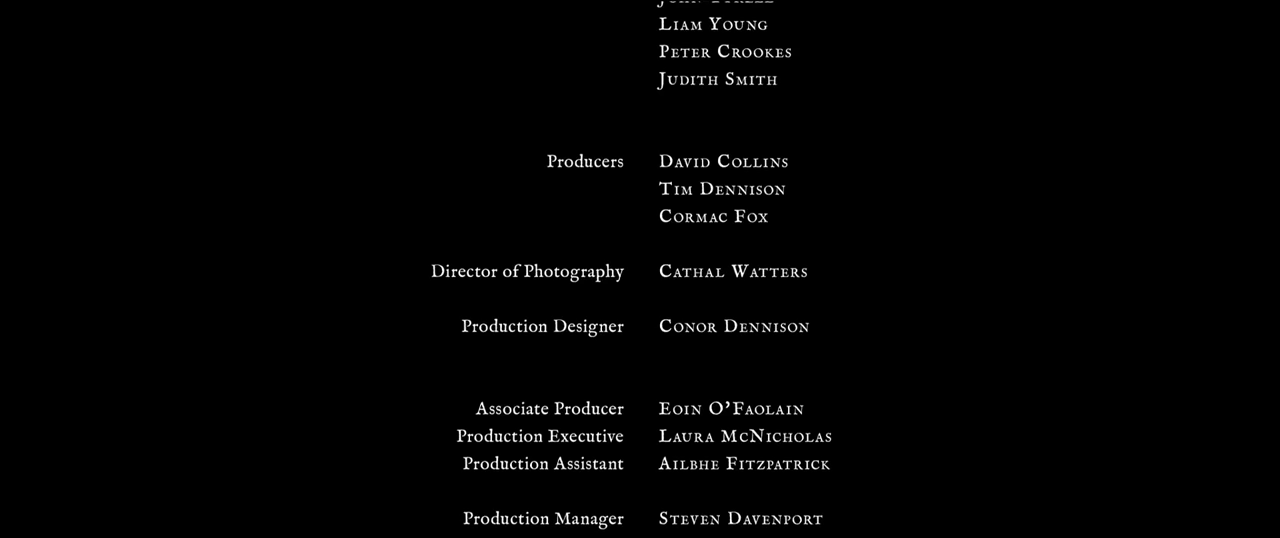 Liam Young
Peter Crookes
Judith Smith
Producers David Collins
Tim Dennison
Cormac Fox
Director of Photography Cathal Watters
Production Designer Conor Dennison
Associate Producer Eoin O'Faolain
Production Executive Laura McNicholas
Production Assistant Ailbhe Fitzpatrick
Production Manager Steven Davenport